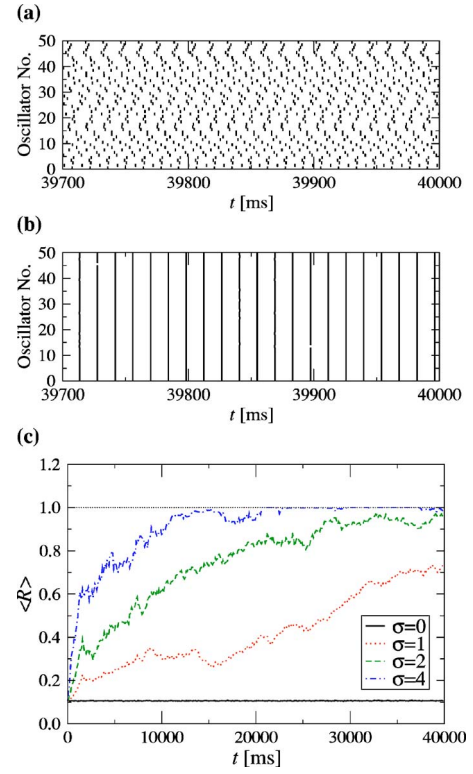 (a)
Oscillator No.
50
40
30
20
10
0
39700 39800 39900 40000
t [ms]
(b)
Oscillator No.
50
40
30
20
10
0
39700 39800 39900 40000
t [ms]
(c)
<R>
1.2
1.0
0.8
0.6
0.4
0.2
0.0
σ=0
σ=1
σ=2
σ=4
0 10000 20000 30000 40000
t [ms]